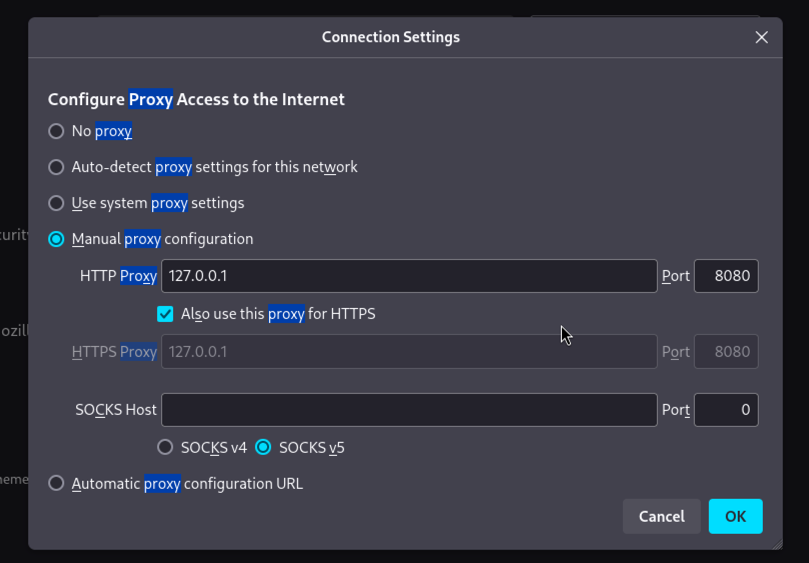 Connection Settings
Configure Proxy Access to the Internet
No proxy
Auto-detect proxy settings for this network
Use system proxy settings
Manual proxy configuration
HTTP Proxy 127.0.0.1 Port 8080
Also use this proxy for HTTPS
HTTPS Proxy 127.0.0.1 Port 8080
SOCKS Host Port 0
SOCKS v4 SOCKS v5
Automatic proxy configuration URL
Cancel OK